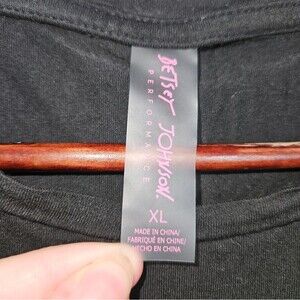 BETSEY JOHNSON.
PERFORMANCE
XL
MADE IN CHINA/
FABRIQUÉ EN CHINE/
HECHO EN CHINA